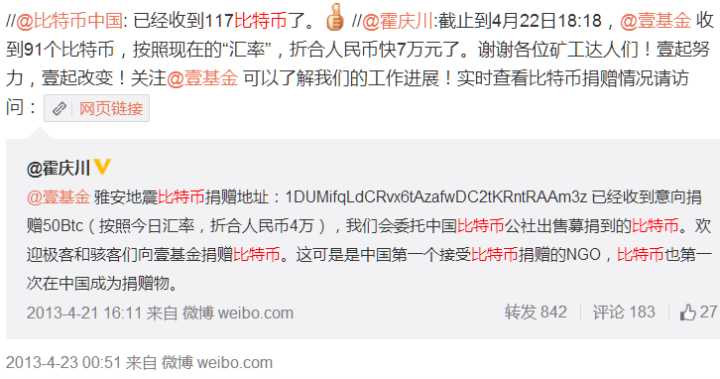 //@比特币中国: 已经收到117比特币了。 //@霍庆川:截止到4月22日18:18，@壹基金 收
到91个比特币，按照现在的“汇率”，折合人民币快7万元了。谢谢各位矿工达人们！壹起努
力，壹起改变！关注@壹基金 可以了解我们的工作进展！实时查看比特币捐赠情况请访
问： 网页链接
@霍庆川
@壹基金 雅安地震比特币捐赠地址：1DUMifqLdCRvx6tAzafwDC2tKRntRAAm3z 已经收到意向捐
赠50Btc（按照今日汇率，折合人民币4万），我们会委托中国比特币公社出售募捐到的比特币。欢
迎极客和骇客们向壹基金捐赠比特币。这可是是中国第一个接受比特币捐赠的NGO，比特币也第一
次在中国成为捐赠物。
2013-4-21 16:11 来自 微博 weibo.com 转发 842 评论 183 27
2013-4-23 00:51 来自 微博 weibo.com